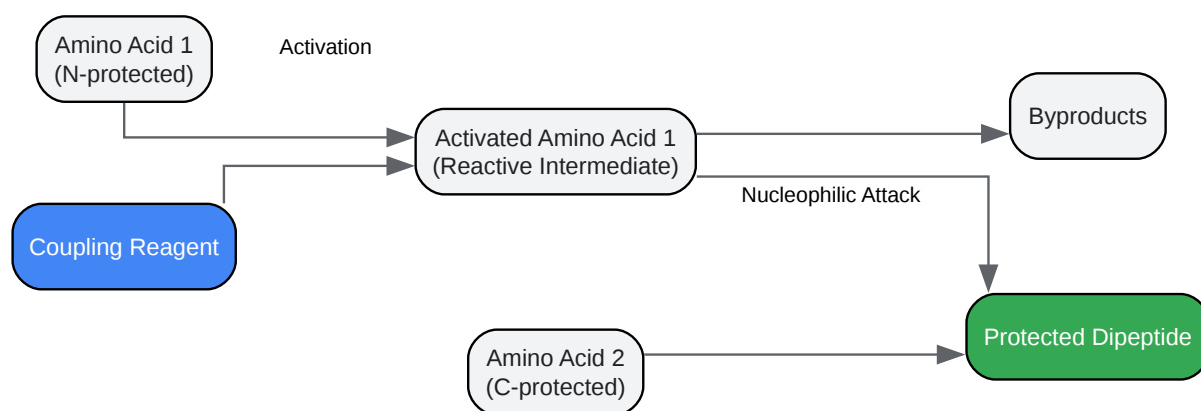 Amino Acid 1
(N-protected)
Activation
Activated Amino Acid 1
(Reactive Intermediate)
Byproducts
Nucleophilic Attack
Coupling Reagent
Protected Dipeptide
Amino Acid 2
(C-protected)